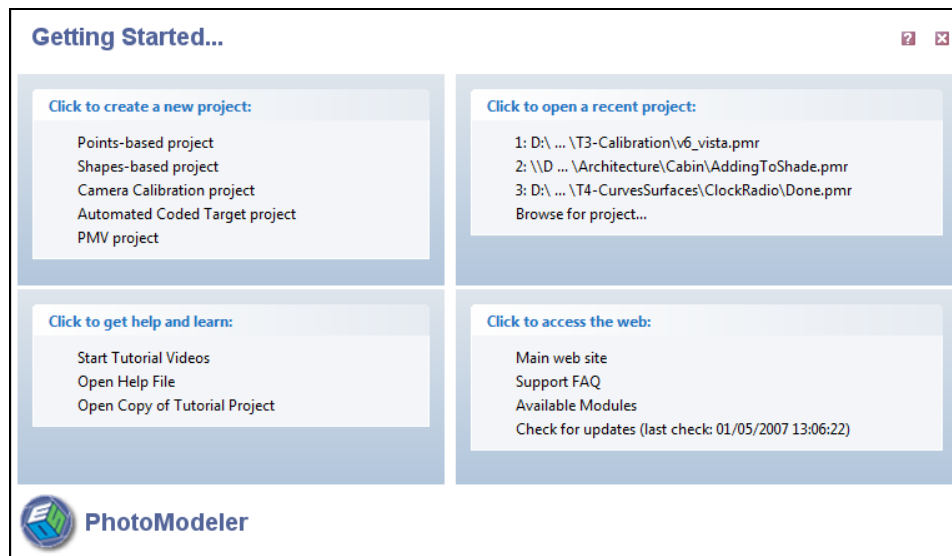 Getting Started...
Click to create a new project:
Points-based project
Shapes-based project
Camera Calibration project
Automated Coded Target project
PMV project
Click to open a recent project:
1: D:\ ... \T3-Calibration\v6_vista.pmr
2: \\D ... \Architecture\Cabin\AddingToShade.pmr
3: D:\ ... \T4-CurvesSurfaces\ClockRadio\Done.pmr
Browse for project...
Click to get help and learn:
Start Tutorial Videos
Open Help File
Open Copy of Tutorial Project
Click to access the web:
Main web site
Support FAQ
Available Modules
Check for updates (last check: 01/05/2007 13:06:22)
PhotoModeler